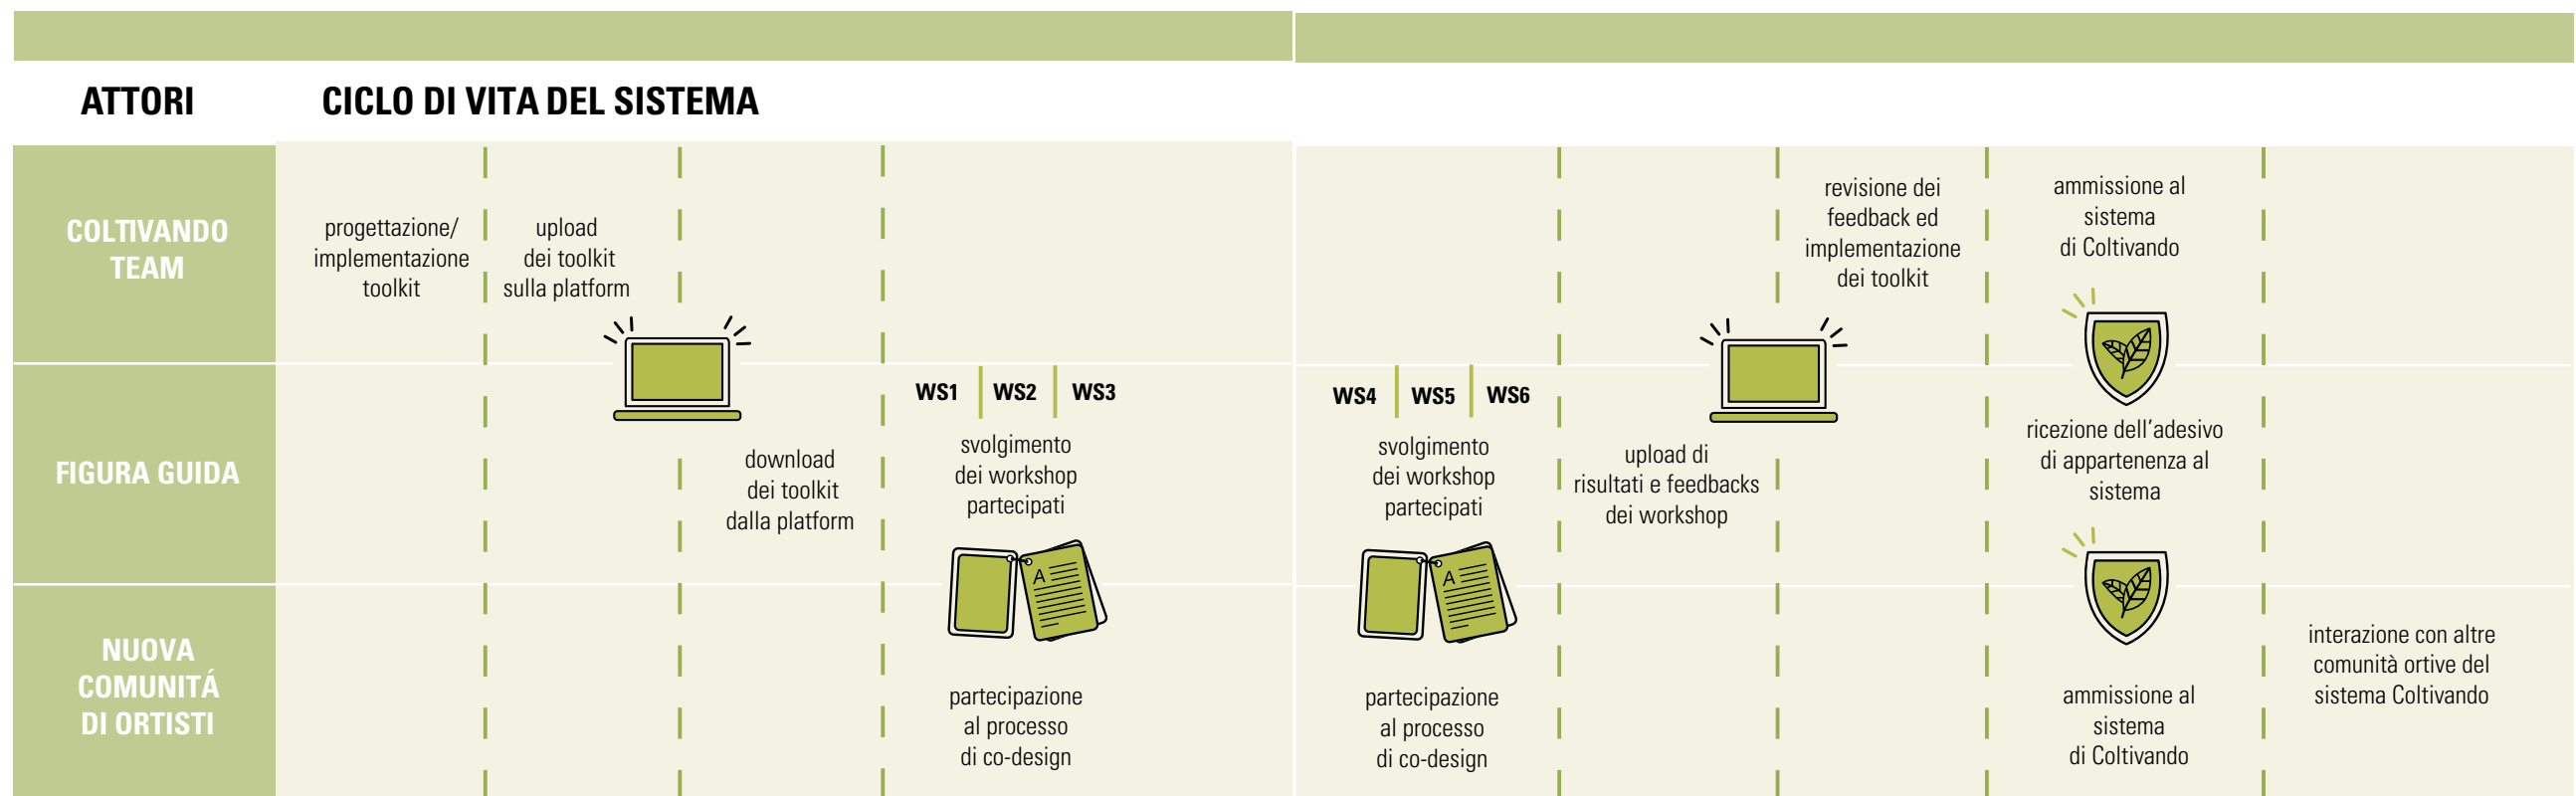 ATTORI
CICLO DI VITA DEL SISTEMA
COLTIVANDO
TEAM
progettazione/
implementazione
toolkit
upload
dei toolkit
sulla platform
revisione dei
feedback ed
implementazione
dei toolkit
ammissione al
sistema
di Coltivando
FIGURA GUIDA
download
dei toolkit
dalla platform
WS1 WS2 WS3
svolgimento
dei workshop
partecipati
A
WS4 WS5 WS6
svolgimento
dei workshop
partecipati
A
upload di
risultati e feedbacks
dei workshop
ricezione dell'adesivo
di appartenenza al
sistema
NUOVA
COMUNITÁ
DI ORTISTI
partecipazione
al processo
di co-design
partecipazione
al processo
di co-design
ammissione al
sistema
di Coltivando
interazione con altre
comunità ortive del
sistema Coltivando